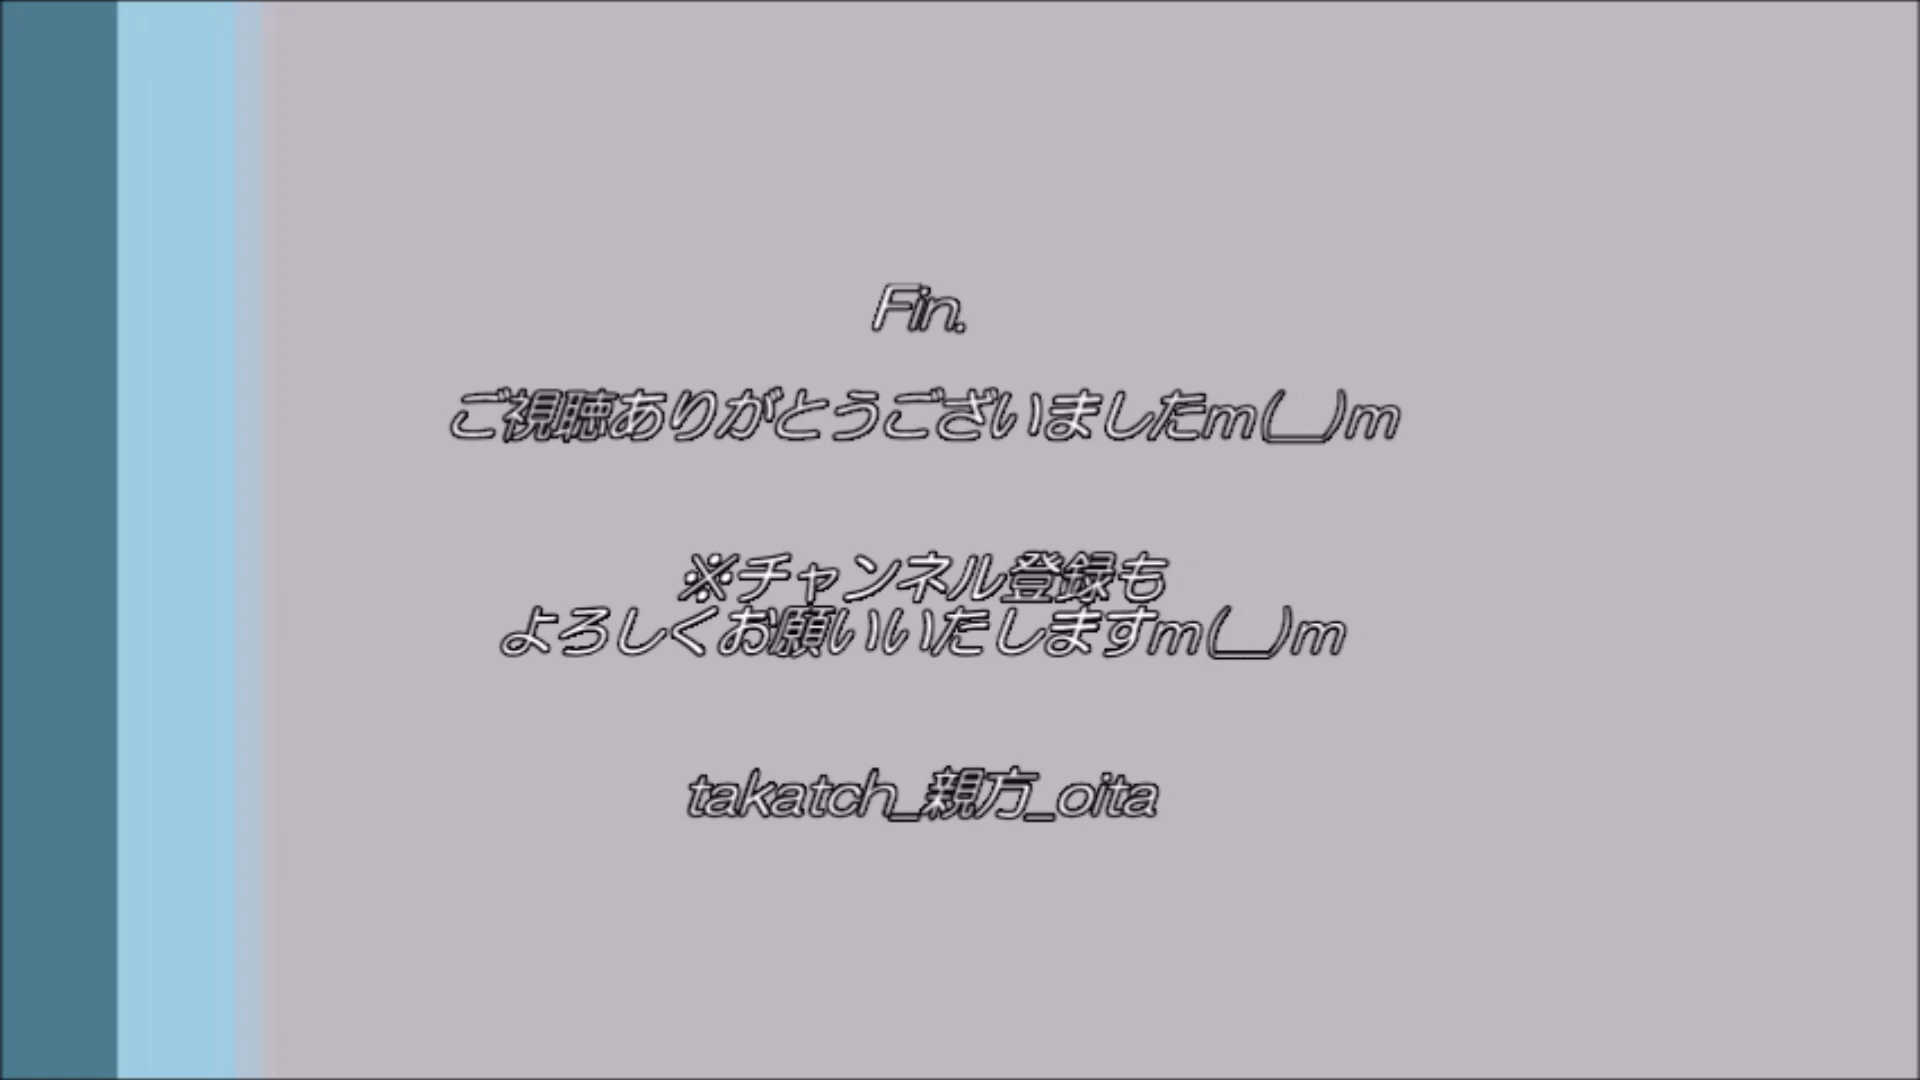 Fin.
ご視聴ありがとうございましたm(__)m
※チャンネル登録も
よろしくお願いいたしますm(__)m
takatch_親方_oita